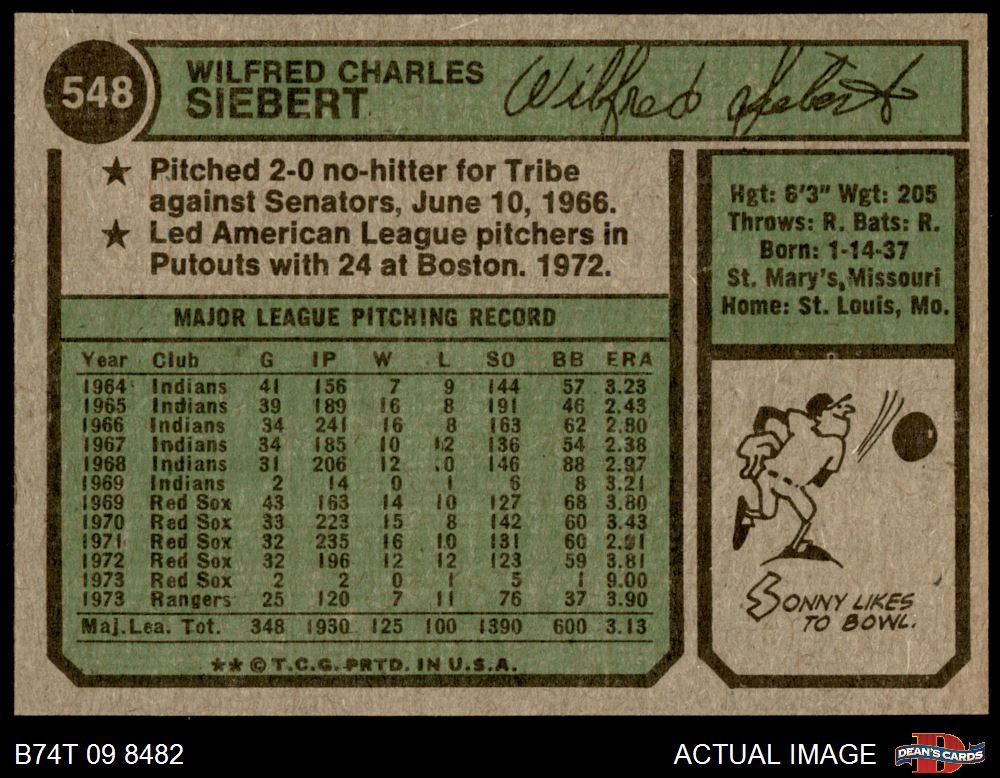 548
WILFRED CHARLES
SIEBERT
Wilfred Siebert
★ Pitched 2-0 no-hitter for Tribe
against Senators, June 10, 1966.
★ Led American League pitchers in
Putouts with 24 at Boston. 1972.
Hgt: 6'3" Wgt: 205
Throws: R. Bats: R.
Born: 1-14-37
St. Mary's, Missouri
Home: St. Louis, Mo.
MAJOR LEAGUE PITCHING RECORD
Year Club G IP W L SO BB ERA
1964 Indians 41 156 7 9 144 57 3.23
1965 Indians 39 189 16 8 191 46 2.43
1966 Indians 34 241 16 8 163 62 2.80
1967 Indians 34 185 10 12 136 54 2.38
1968 Indians 31 206 12 10 146 88 2.97
1969 Indians 2 14 0 1 6 8 3.21
1969 Red Sox 43 163 14 10 127 68 3.80
1970 Red Sox 33 223 15 8 142 60 3.43
1971 Red Sox 32 235 16 10 131 60 2.91
1972 Red Sox 32 196 12 12 123 59 3.81
1973 Red Sox 2 2 0 1 5 1 9.00
1973 Rangers 25 120 7 11 76 37 3.90
Maj. Lea. Tot. 348 1930 125 100 1390 600 3.13
★★ © T.C.G. PRTD. IN U.S.A.
SONNY LIKES
TO BOWL.
B74T 09 8482
ACTUAL IMAGE
DEAN'S CARDS